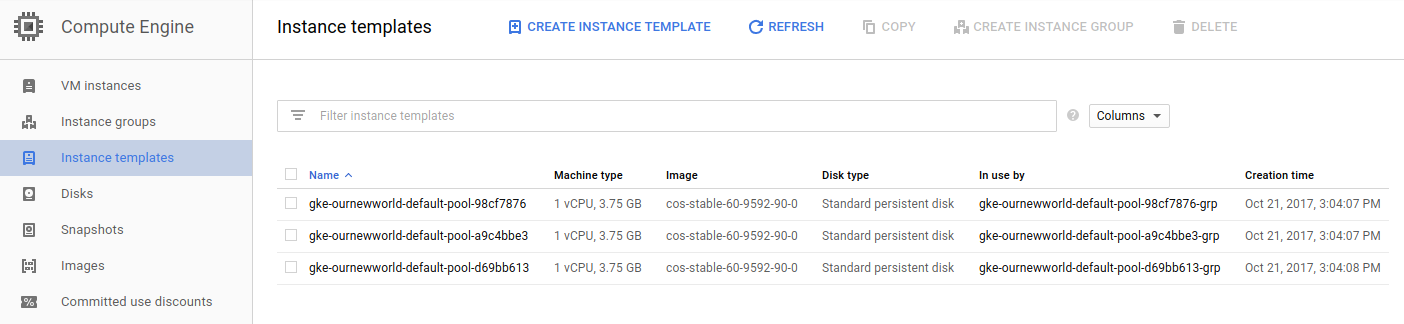 Compute Engine
Instance templates
CREATE INSTANCE TEMPLATE REFRESH COPY CREATE INSTANCE GROUP DELETE
VM instances
Instance groups
Instance templates
Disks
Snapshots
Images
% Committed use discounts
Filter instance templates ? Columns
Name Machine type Image Disk type In use by Creation time
gke-ournewworld-default-pool-98cf7876 1 vCPU, 3.75 GB cos-stable-60-9592-90-0 Standard persistent disk gke-ournewworld-default-pool-98cf7876-grp Oct 21, 2017, 3:04:07 PM
gke-ournewworld-default-pool-a9c4bbe3 1 vCPU, 3.75 GB cos-stable-60-9592-90-0 Standard persistent disk gke-ournewworld-default-pool-a9c4bbe3-grp Oct 21, 2017, 3:04:07 PM
gke-ournewworld-default-pool-d69bb613 1 vCPU, 3.75 GB cos-stable-60-9592-90-0 Standard persistent disk gke-ournewworld-default-pool-d69bb613-grp Oct 21, 2017, 3:04:08 PM